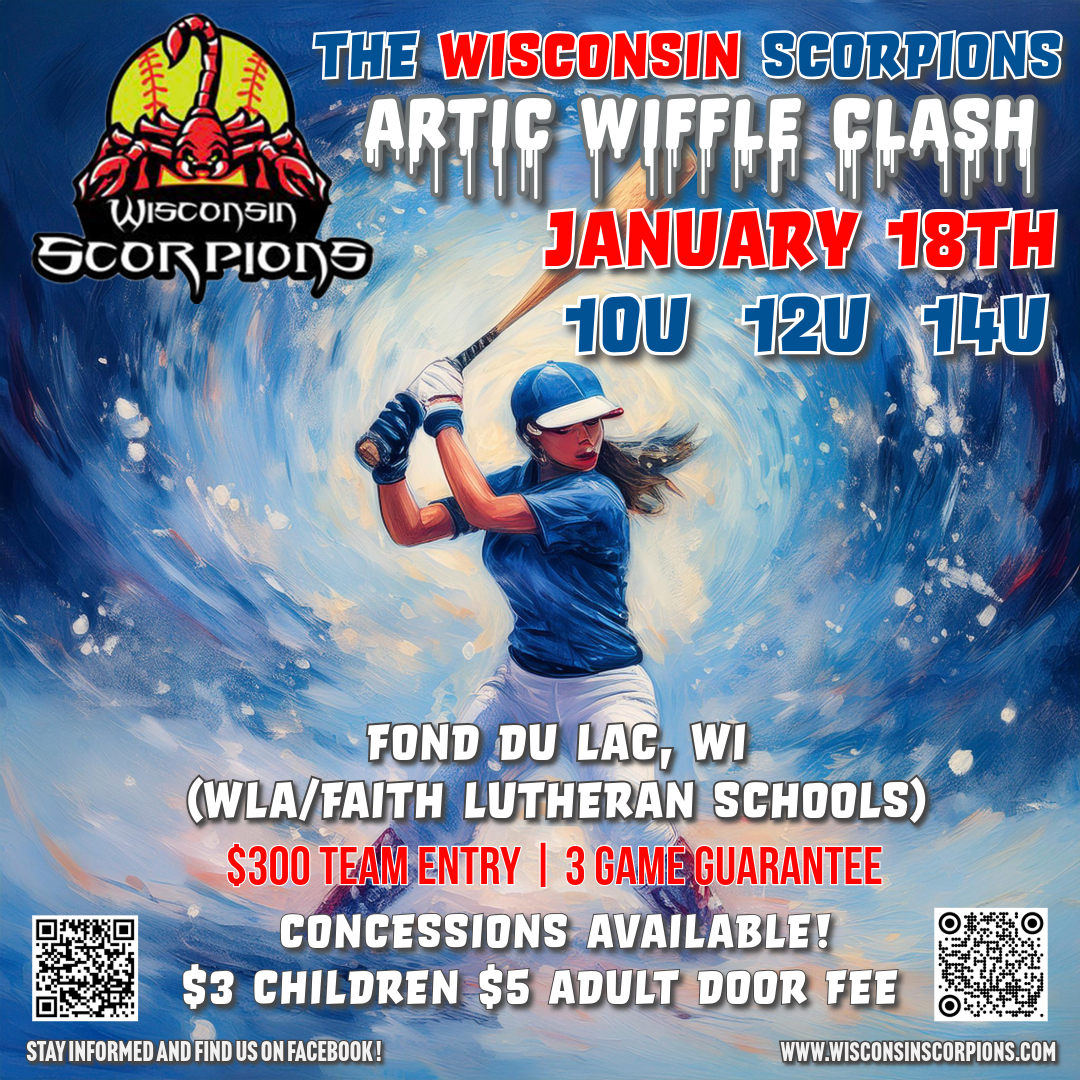 Wisconsin
Scorpions
THE WISCONSIN SCORPIONS
ARTIC WIFFLE CLASH
JANUARY 18TH
10U 12U 14U
FOND DU LAC, WI
(WLA/FAITH LUTHERAN SCHOOLS)
$300 TEAM ENTRY | 3 GAME GUARANTEE
CONCESSIONS AVAILABLE!
$3 CHILDREN $5 ADULT DOOR FEE
STAY INFORMED AND FIND US ON FACEBOOK!
WWW.WISCONSINSCORPIONS.COM